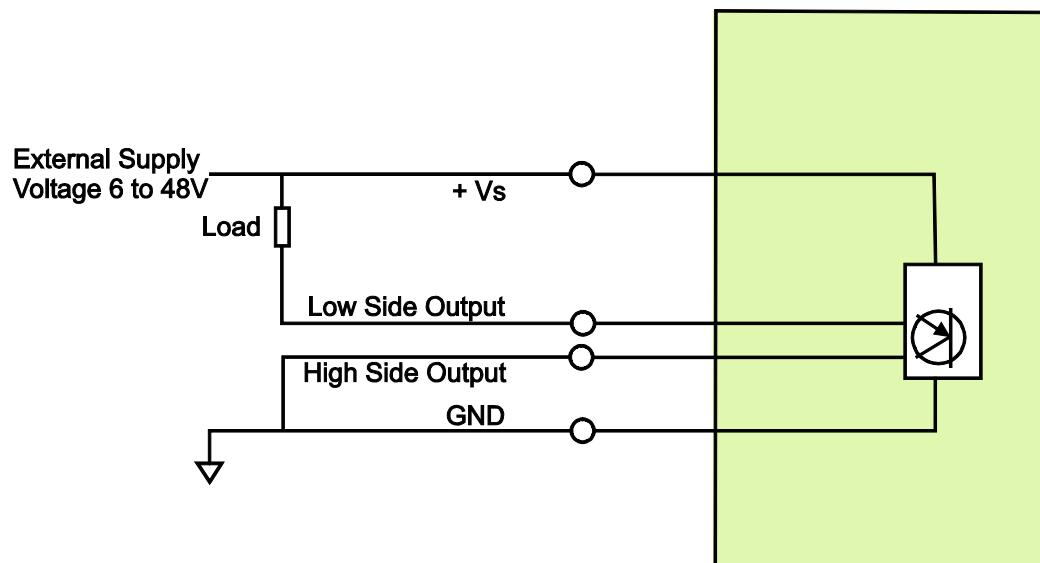 External Supply
Voltage 6 to 48V
+ Vs
Load
Low Side Output
High Side Output
GND